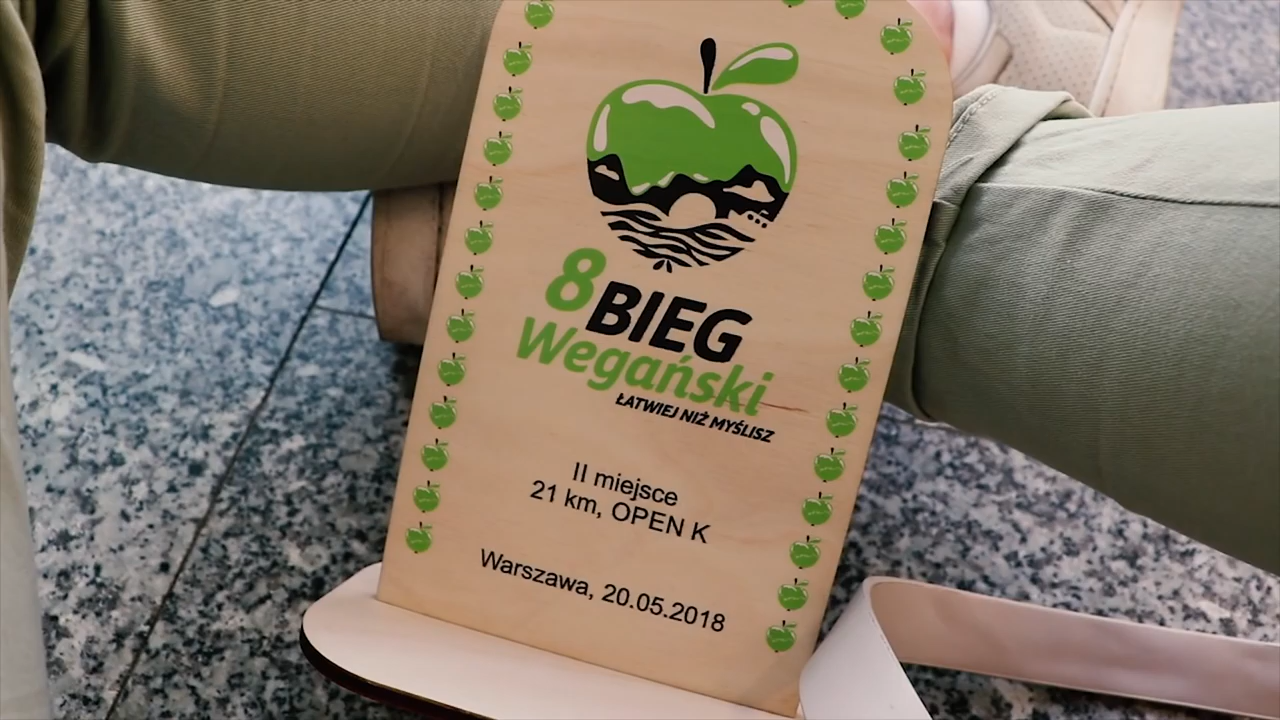 8 BIEG
Wegański
ŁATWIEJ NIŻ MYŚLISZ
II miejsce
21 km, OPEN K
Warszawa, 20.05.2018